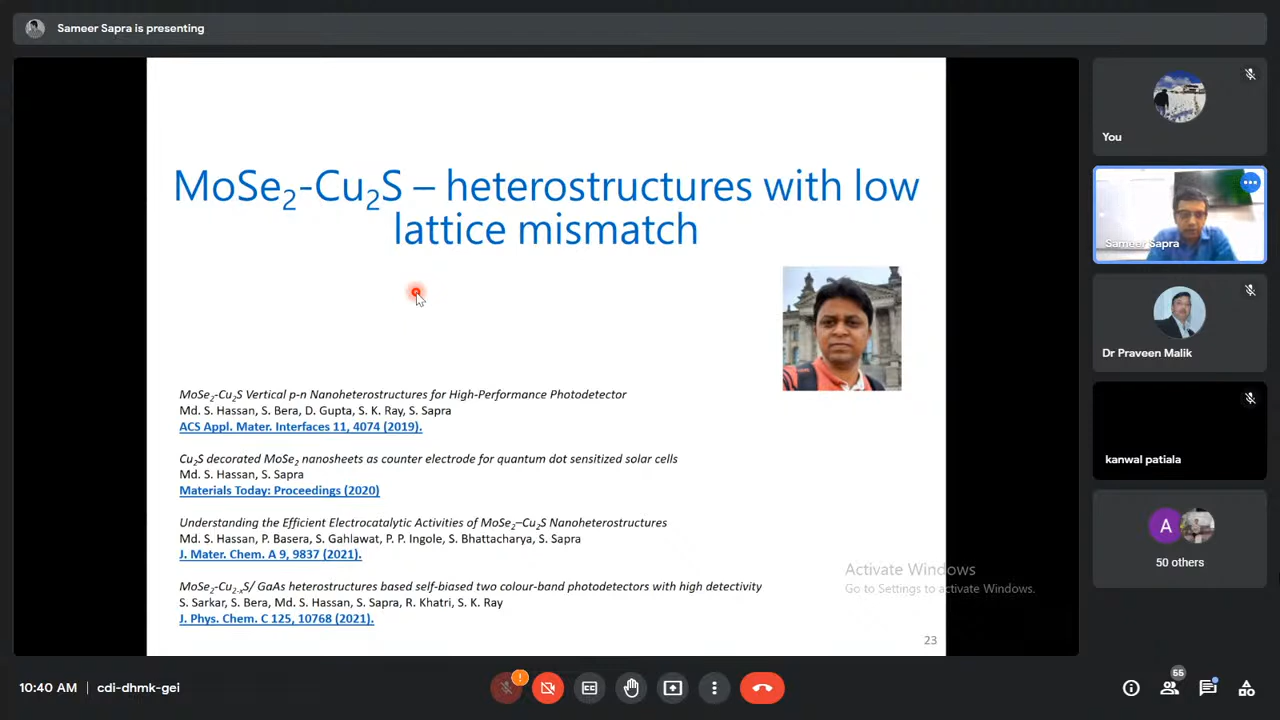 Sameer Sapra is presenting
MoSe2-Cu2S – heterostructures with low
lattice mismatch
MoSe2-Cu2S Vertical p-n Nanoheterostructures for High-Performance Photodetector
Md. S. Hassan, S. Bera, D. Gupta, S. K. Ray, S. Sapra
ACS Appl. Mater. Interfaces 11, 4074 (2019).
Cu2S decorated MoSe2 nanosheets as counter electrode for quantum dot sensitized solar cells
Md. S. Hassan, S. Sapra
Materials Today: Proceedings (2020)
Understanding the Efficient Electrocatalytic Activities of MoSe2–Cu2S Nanoheterostructures
Md. S. Hassan, P. Basera, S. Gahlawat, P. P. Ingole, S. Bhattacharya, S. Sapra
J. Mater. Chem. A 9, 9837 (2021).
MoSe2-Cu2-xS/ GaAs heterostructures based self-biased two colour-band photodetectors with high detectivity
S. Sarkar, S. Bera, Md. S. Hassan, S. Sapra, R. Khatri, S. K. Ray
J. Phys. Chem. C 125, 10768 (2021).
23
Activate Windows
Go to Settings to activate Windows.
You
Sameer Sapra
Dr Praveen Malik
kanwal patiala
A
50 others
10:40 AM | cdi-dhmk-gei
!
CC
55